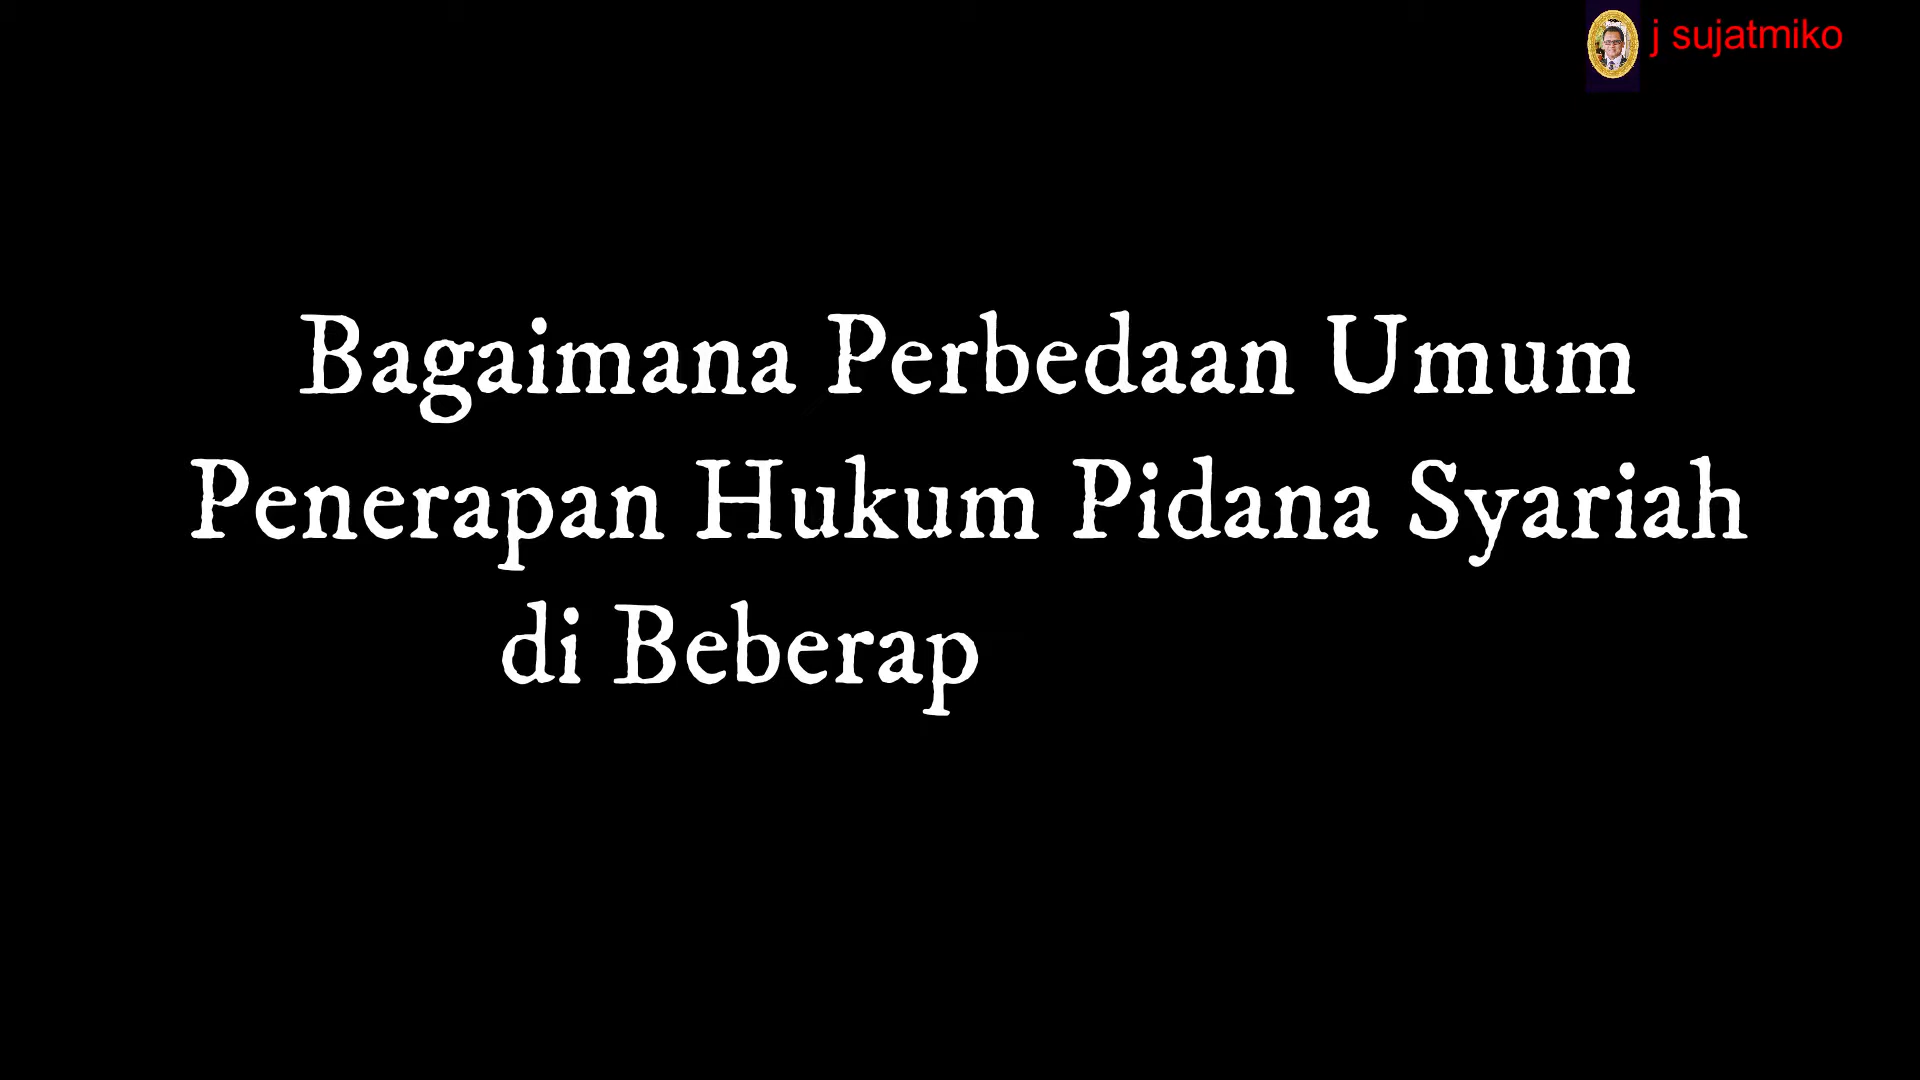 j sujatmiko
Bagaimana Perbedaan Umum
Penerapan Hukum Pidana Syariah
di Beberap